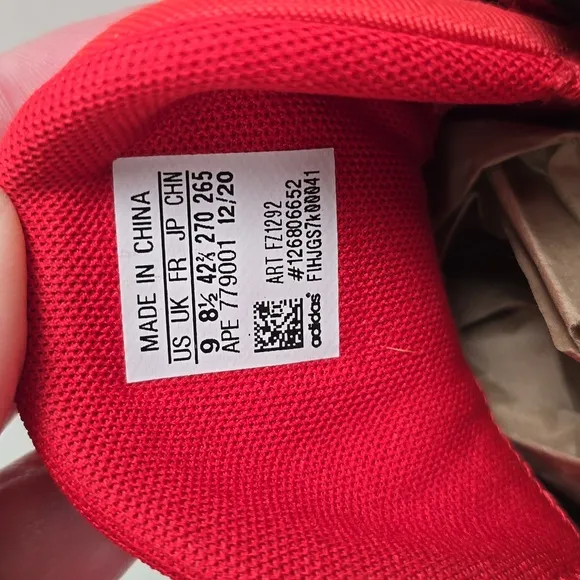 MADE IN CHINA
US UK FR JP CHN
9 8½ 42⅔ 270 265
APE 779001 12/20
ART FZ1292
#126806652
F1HJGS7k00041
adidas